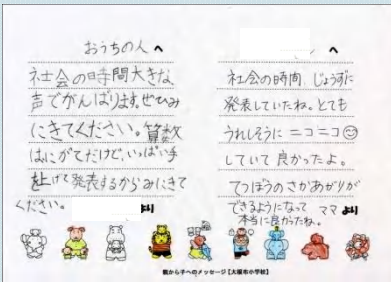 おうちの人へ
社会の時間大きな
声でがんばります。ぜひみ
にきてください。算数
はにがてだけど、いっぱい手
を上げて発表するからみにきて
ください。
より
へ
社会の時間、じょうずに
発表していたね。とても
うれしそうにニコニコ☺
していて良かったよ。
てつぼうのさかあがりが
できるようになって
本当に良かったね。
ママより
親から子へのメッセージ【大阪市小学校】